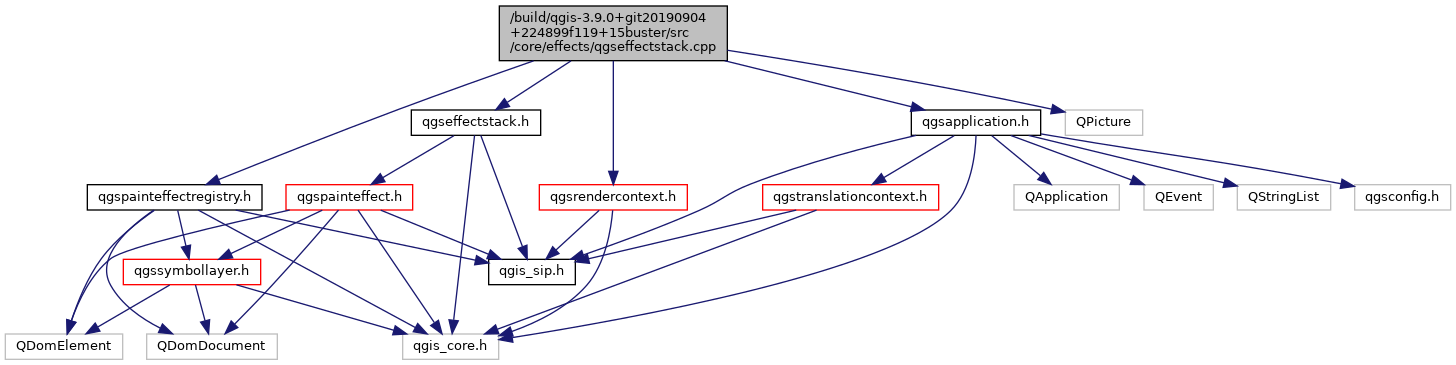 /build/qgis-3.9.0+git20190904
+224899f119+15buster/src
/core/effects/qgseffectstack.cpp
qgseffectstack.h
qgsapplication.h
QPicture
qgspainteffectregistry.h
qgspainteffect.h
qgsrendercontext.h
qgstranslationcontext.h
QApplication
QEvent
QStringList
qgsconfig.h
qgssymbollayer.h
qgis_sip.h
QDomElement
QDomDocument
qgis_core.h